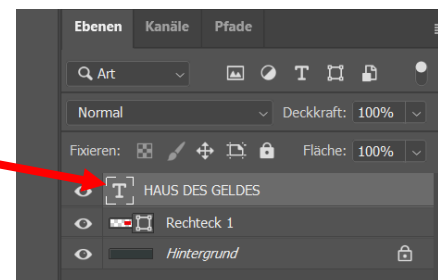 Ebenen Kanäle Pfade
Art T
Normal Deckkraft: 100%
Fixieren: Fläche: 100%
T HAUS DES GELDES
Rechteck 1
Hintergrund